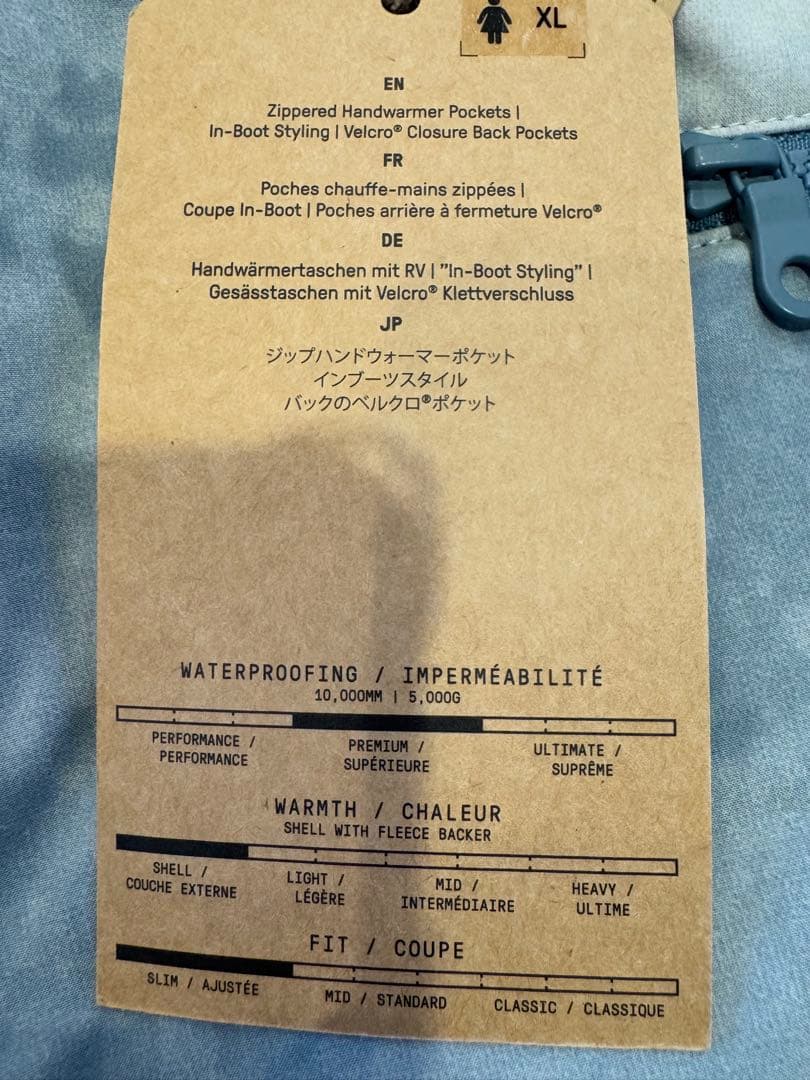 XL
EN
Zippered Handwarmer Pockets |
In-Boot Styling | Velcro® Closure Back Pockets
FR
Poches chauffe-mains zippées |
Coupe In-Boot | Poches arrière à fermeture Velcro®
DE
Handwärmertaschen mit RV | "In-Boot Styling" |
Gesässtaschen mit Velcro® Klettverschluss
JP
ジップハンドウォーマーポケット
インブーツスタイル
バックのベルクロ®ポケット
WATERPROOFING / IMPERMÉABILITÉ
10,000MM | 5,000G
PERFORMANCE / PERFORMANCE
PREMIUM / SUPÉRIEURE
ULTIMATE / SUPRÊME
WARMTH / CHALEUR
SHELL WITH FLEECE BACKER
SHELL / COUCHE EXTERNE
LIGHT / LÉGÈRE
MID / INTERMÉDIAIRE
HEAVY / ULTIME
FIT / COUPE
SLIM / AJUSTÉE
MID / STANDARD
CLASSIC / CLASSIQUE